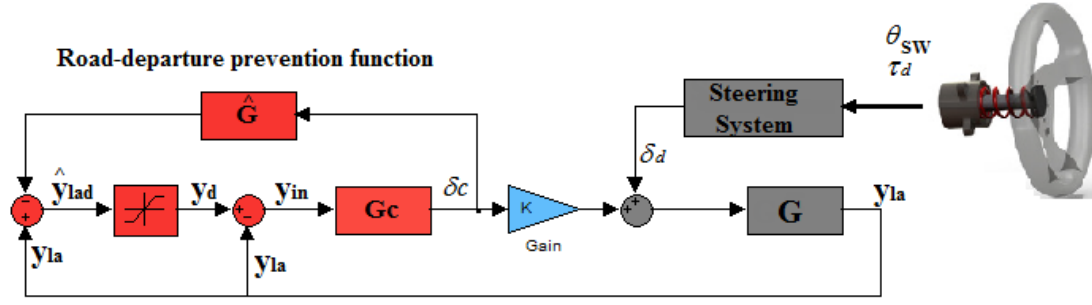 Road-departure prevention function
θSW
τd
Ĝ
Steering
System
δd
ŷlad
yd
yin
δc
yla
-
+
+
-
Gc
K
+
+
G
Gain
yla
yla